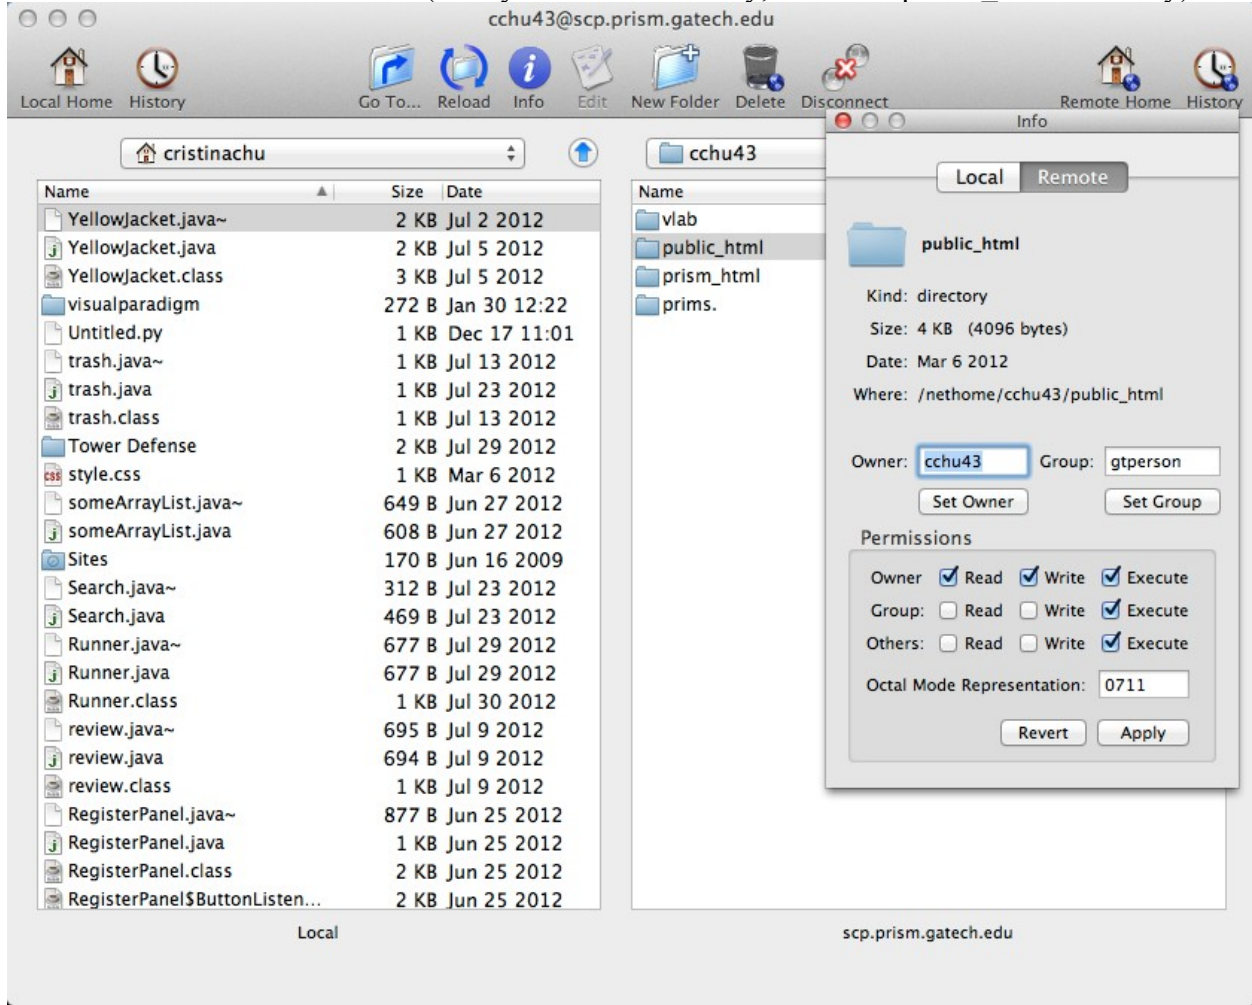 cchu43@scp.prism.gatech.edu
Local Home History Go To... Reload Info Edit New Folder Delete Disconnect Remote Home History
Info
cristinachu
cchu43
Local Remote
Name Size Date
YellowJacket.java~ 2 KB Jul 2 2012
YellowJacket.java 2 KB Jul 5 2012
YellowJacket.class 3 KB Jul 5 2012
visualparadigm 272 B Jan 30 12:22
Untitled.py 1 KB Dec 17 11:01
trash.java~ 1 KB Jul 13 2012
trash.java 1 KB Jul 23 2012
trash.class 1 KB Jul 13 2012
Tower Defense 2 KB Jul 29 2012
style.css 1 KB Mar 6 2012
someArrayList.java~ 649 B Jun 27 2012
someArrayList.java 608 B Jun 27 2012
Sites 170 B Jun 16 2009
Search.java~ 312 B Jul 23 2012
Search.java 469 B Jul 23 2012
Runner.java~ 677 B Jul 29 2012
Runner.java 677 B Jul 29 2012
Runner.class 1 KB Jul 30 2012
review.java~ 695 B Jul 9 2012
review.java 694 B Jul 9 2012
review.class 1 KB Jul 9 2012
RegisterPanel.java~ 877 B Jun 25 2012
RegisterPanel.java 1 KB Jun 25 2012
RegisterPanel.class 2 KB Jun 25 2012
RegisterPanel$ButtonListen... 2 KB Jun 25 2012
Local
Name
vlab
public_html
prism_html
prims.
scp.prism.gatech.edu
public_html
Kind: directory
Size: 4 KB (4096 bytes)
Date: Mar 6 2012
Where: /nethome/cchu43/public_html
Owner: cchu43 Group: gtperson
Set Owner Set Group
Permissions
Owner Read Write Execute
Group: Read Write Execute
Others: Read Write Execute
Octal Mode Representation: 0711
Revert Apply